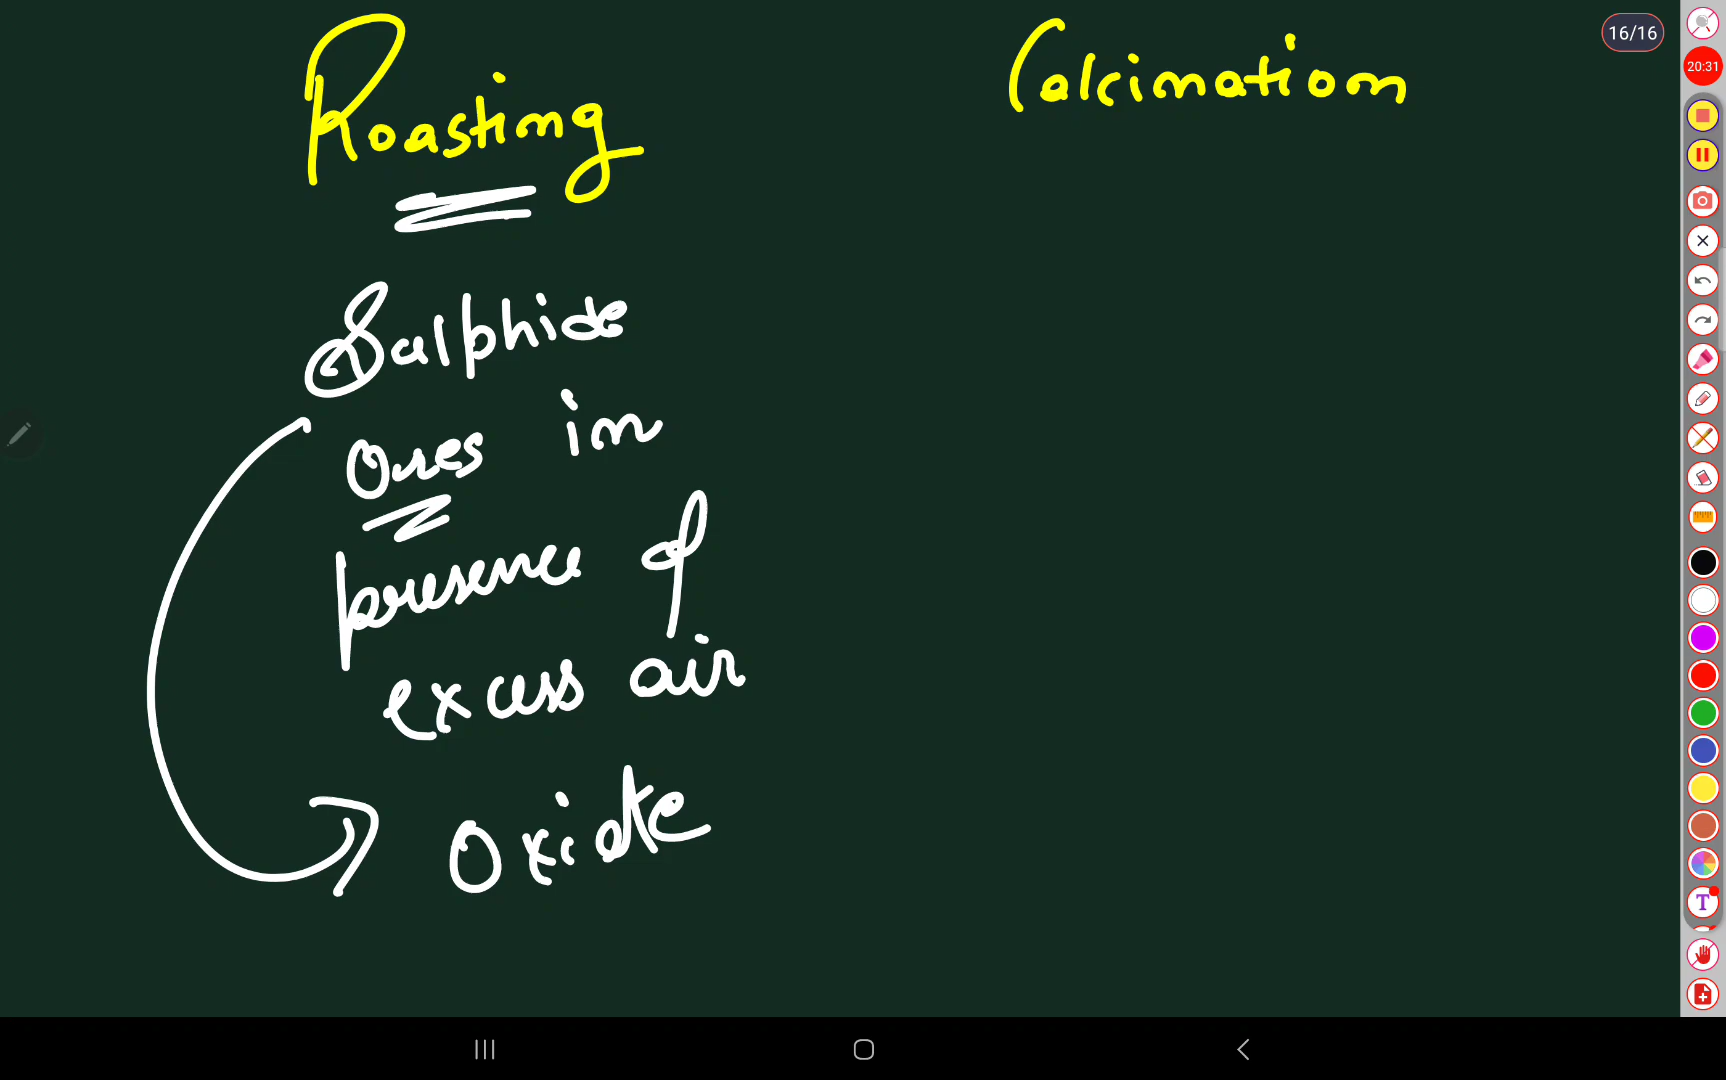 Roasting
Calcination
16/16
20:31
Sulphide
Ores in
presence of
excess air
Oxide
T